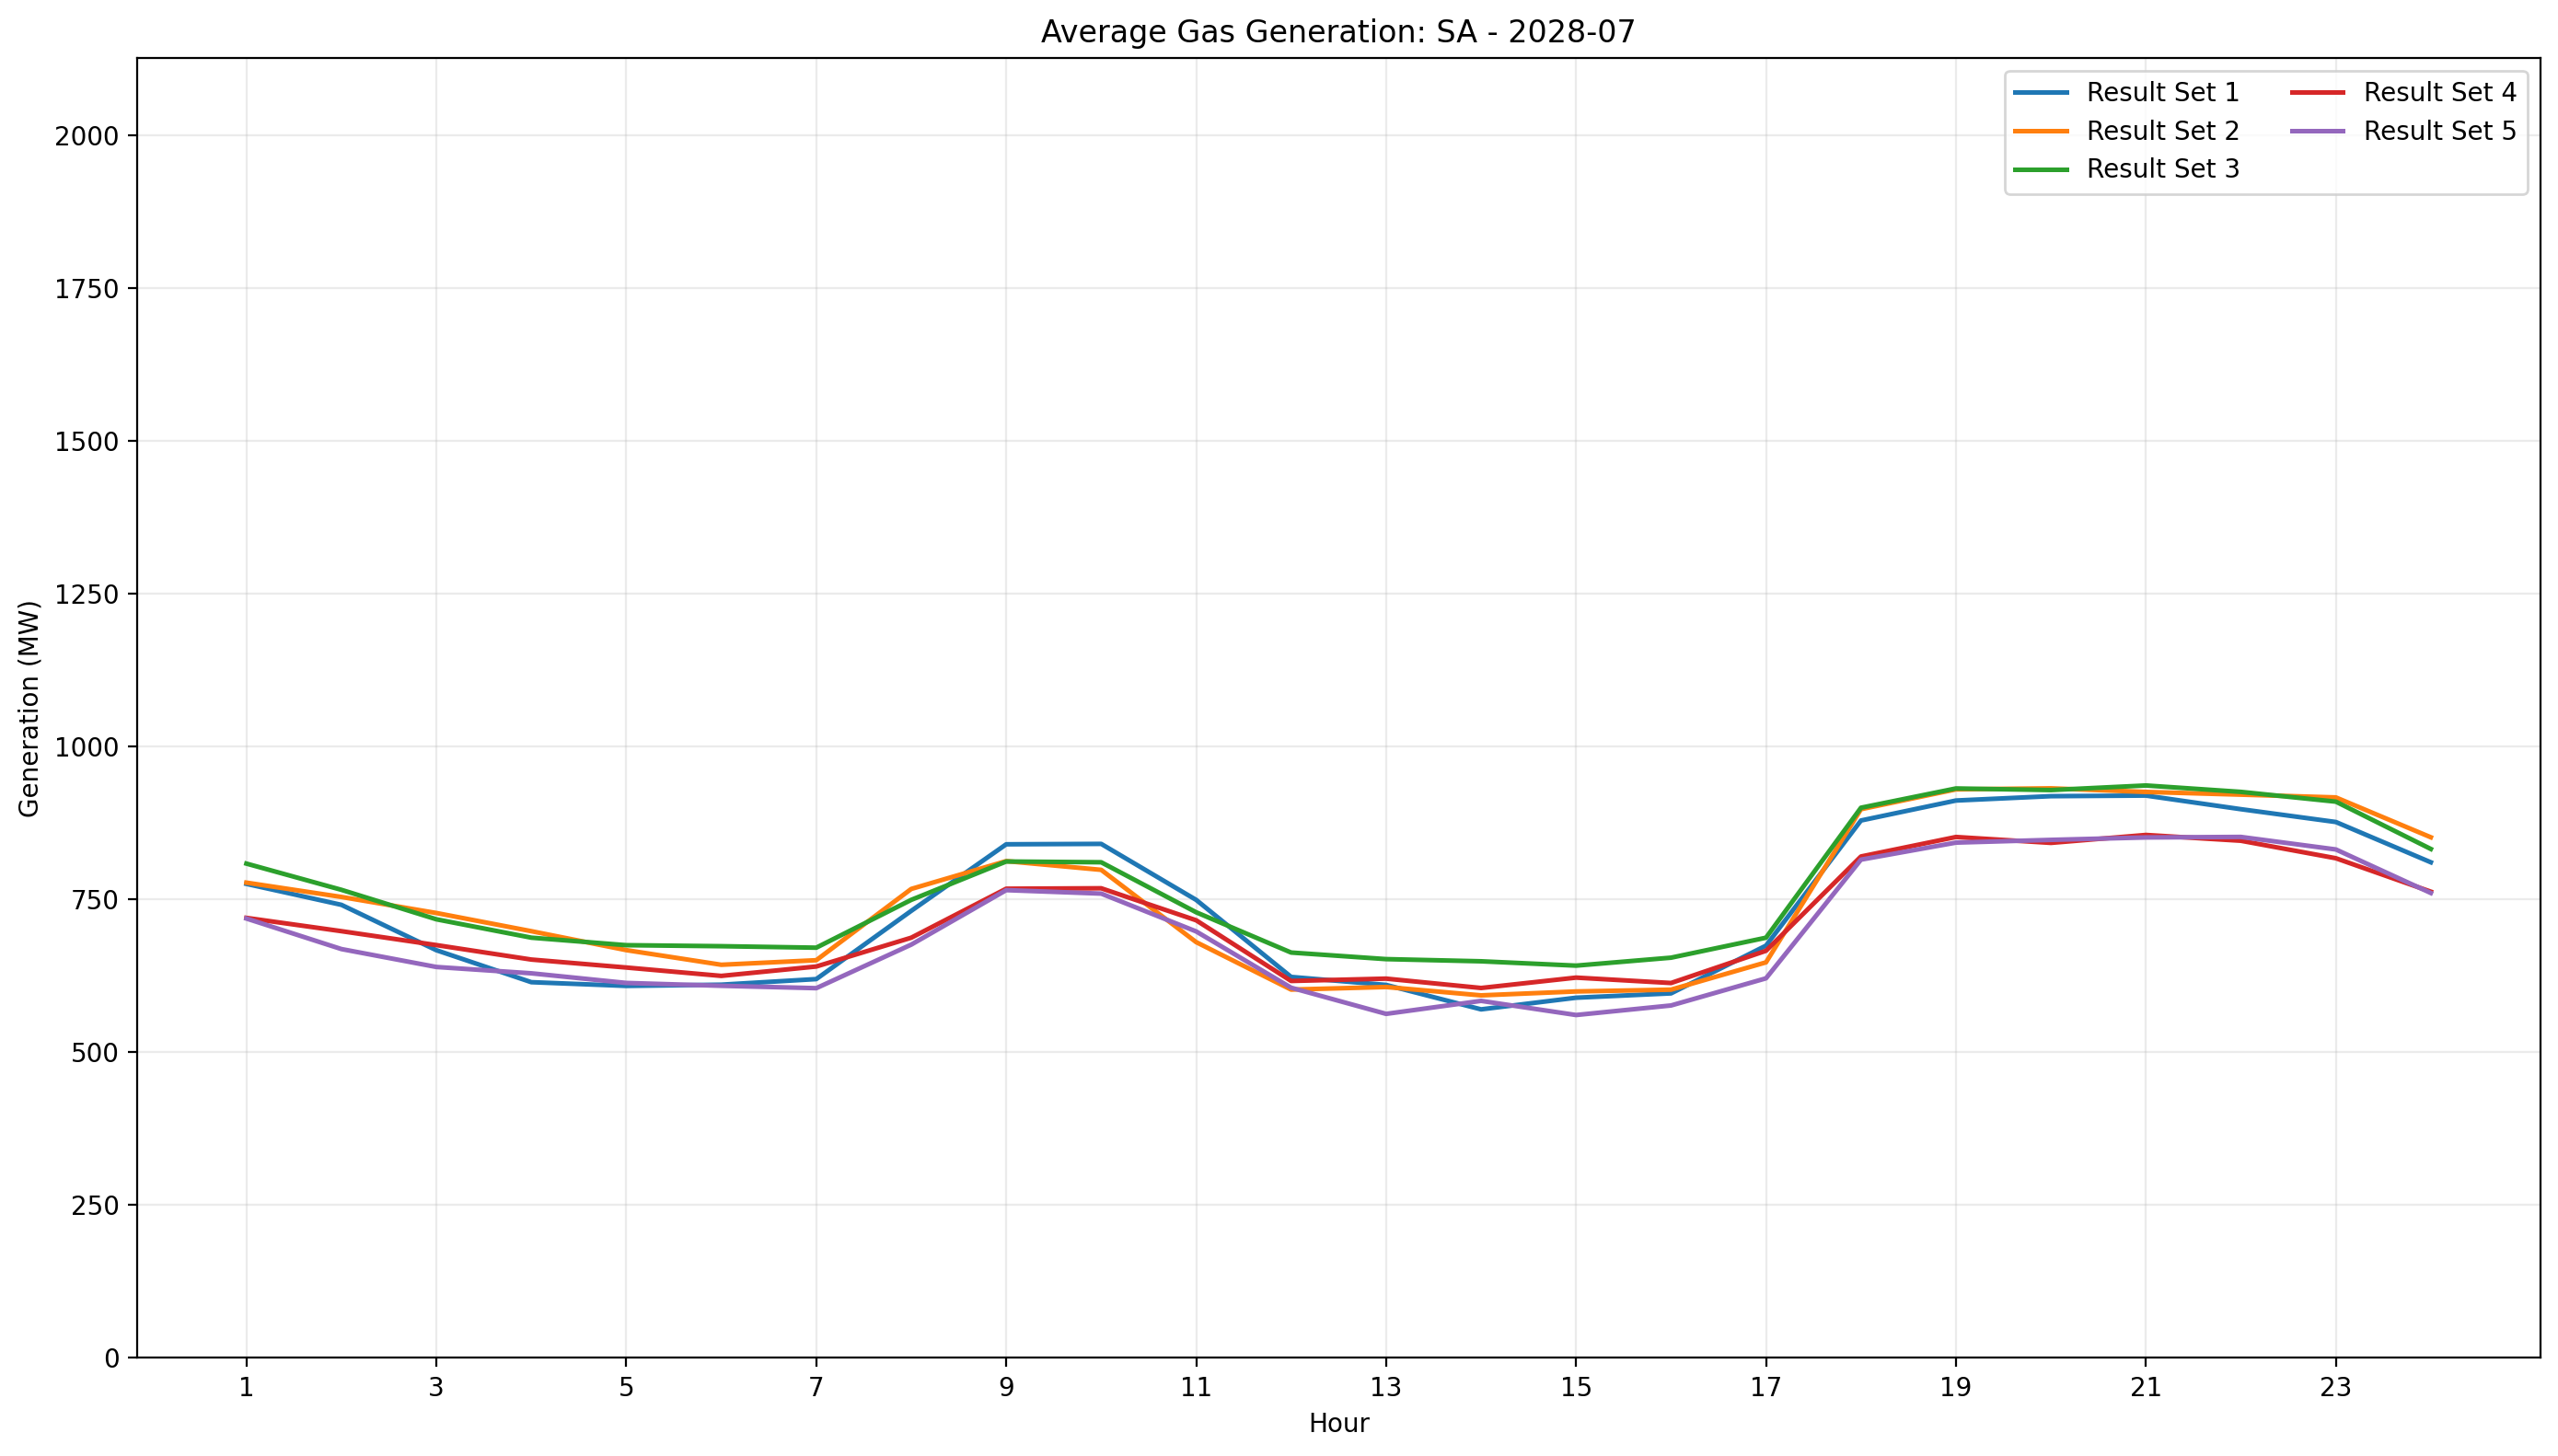 Average Gas Generation: SA - 2028-07
Result Set 1
Result Set 2
Result Set 3
Result Set 4
Result Set 5
Generation (MW)
2000
1750
1500
1250
1000
750
500
250
0
1 3 5 7 9 11 13 15 17 19 21 23
Hour